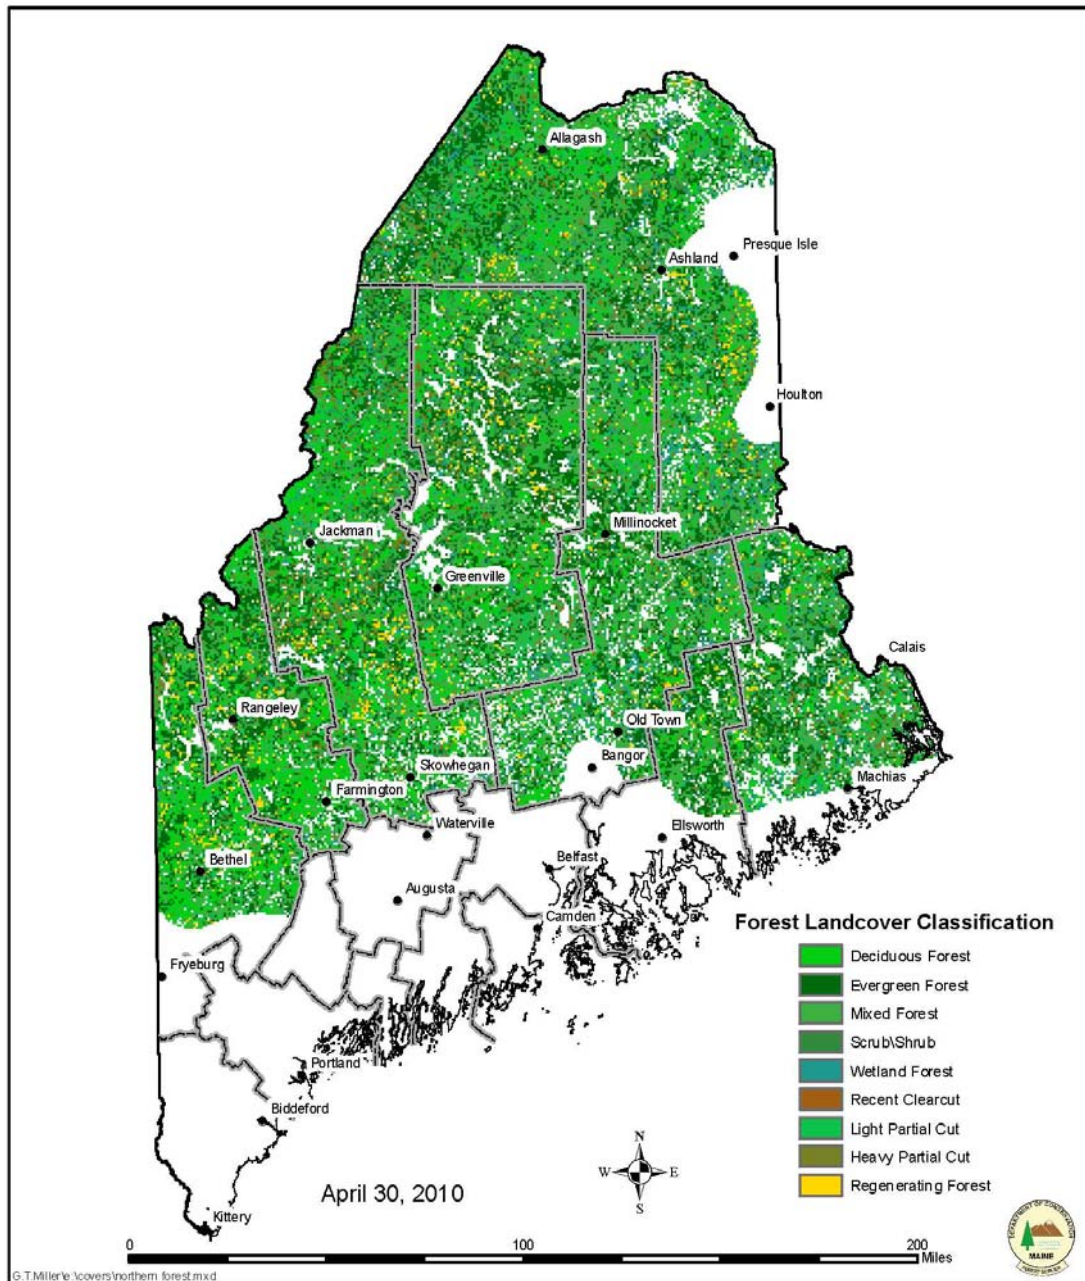 Allagash
Presque Isle
Ashland
Houlton
Jackman
Millinocket
Greenville
Calais
Rangeley
Old Town
Skowhegan
Bangor
Machias
Farmington
Waterville
Ellsworth
Bethel
Belfast
Augusta
Camden
Fryeburg
Portland
Biddeford
Kittery
Forest Landcover Classification
Deciduous Forest
Evergreen Forest
Mixed Forest
Scrub\Shrub
Wetland Forest
Recent Clearcut
Light Partial Cut
Heavy Partial Cut
Regenerating Forest
N
W E
S
April 30, 2010
0 100 200
Miles
DEPARTMENT OF CONSERVATION
MAINE
G.T.Miller\e:\covers\northern forest.mxd